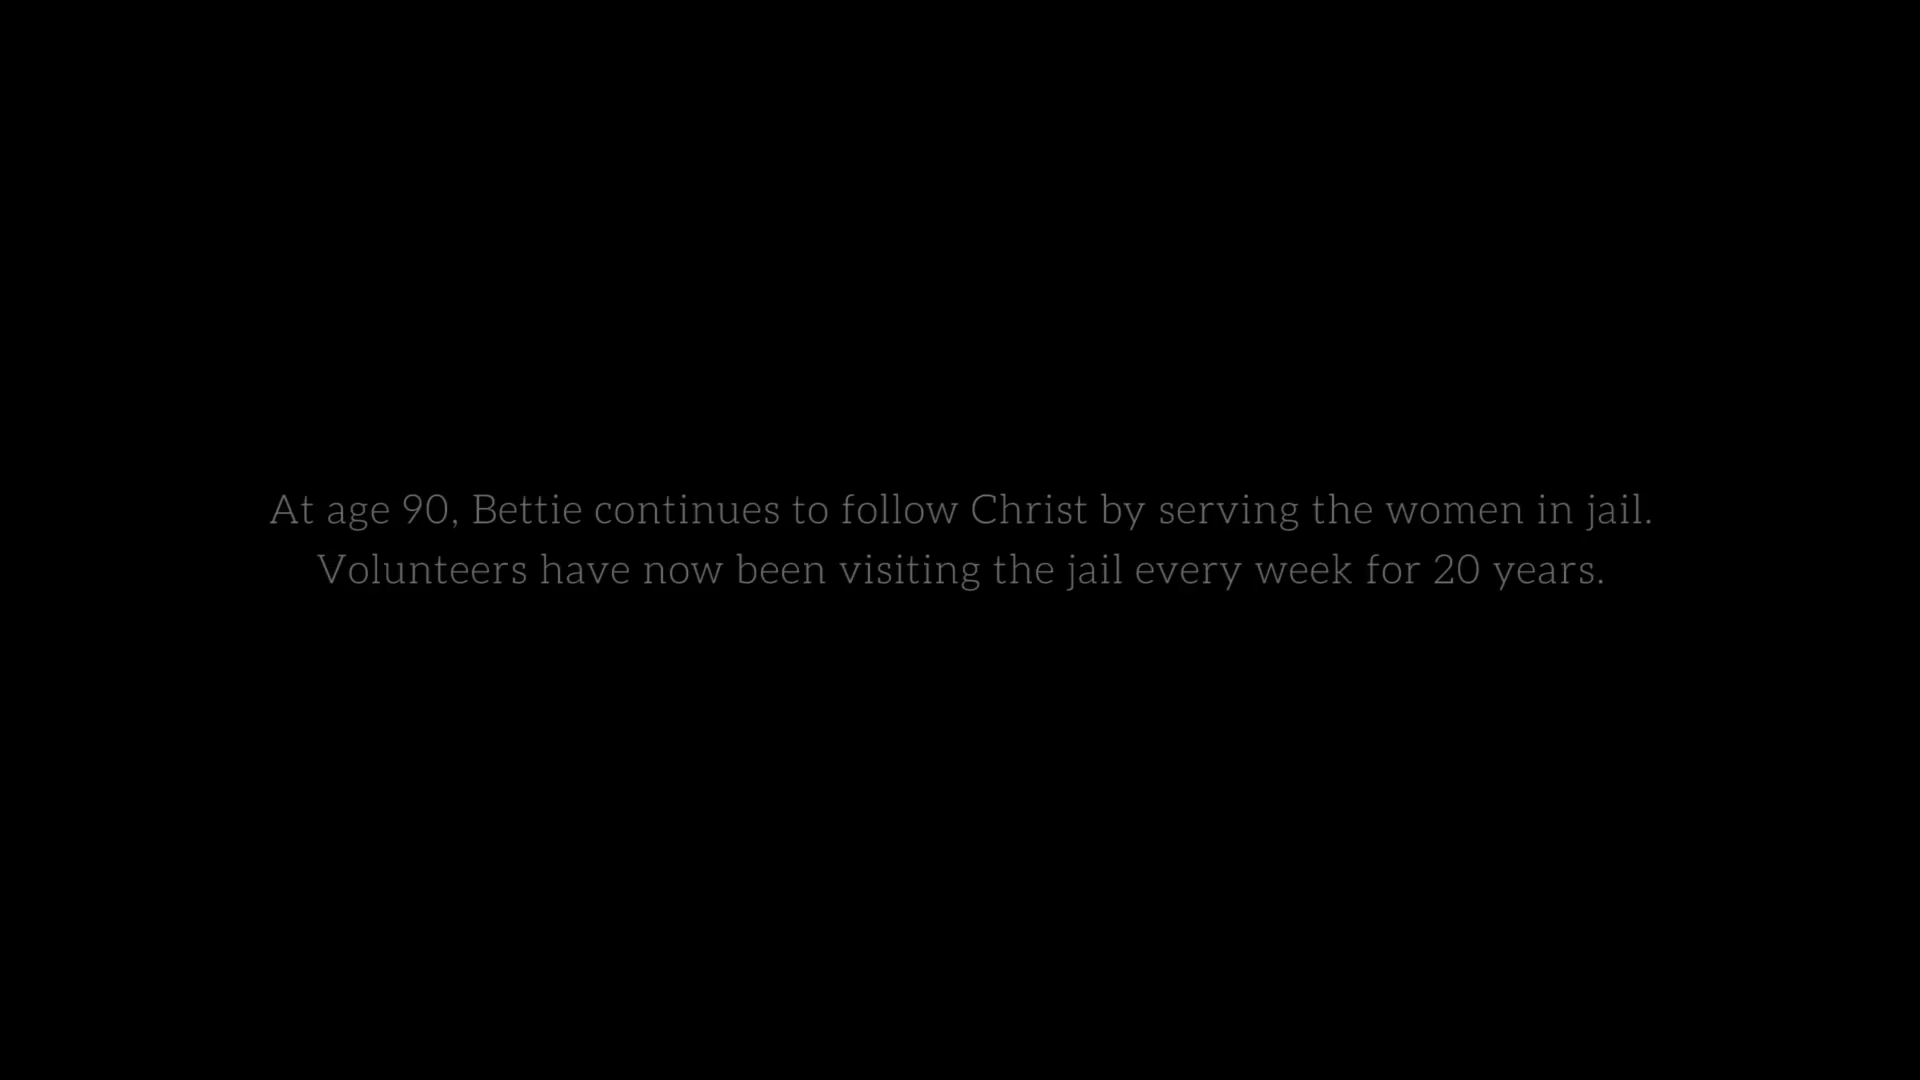 At age 90, Bettie continues to follow Christ by serving the women in jail.
Volunteers have now been visiting the jail every week for 20 years.